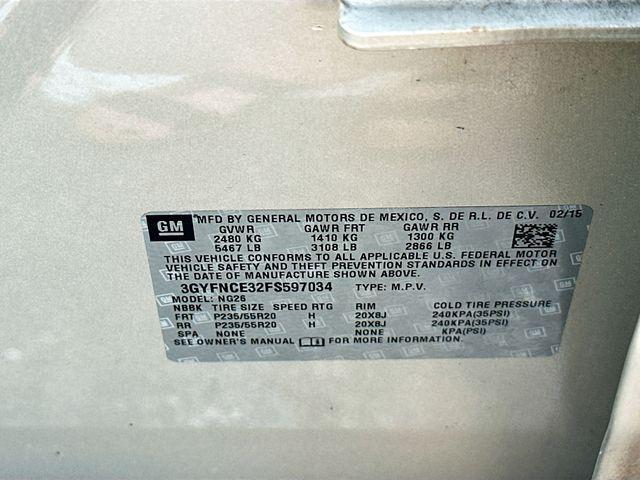 GM MFD BY GENERAL MOTORS DE MEXICO, S. DE R.L. DE C.V. 02/15
GVWR GAWR FRT GAWR RR
2480 KG 1410 KG 1300 KG
5467 LB 3108 LB 2866 LB
THIS VEHICLE CONFORMS TO ALL APPLICABLE U.S. FEDERAL MOTOR
VEHICLE SAFETY AND THEFT PREVENTION STANDARDS IN EFFECT ON
THE DATE OF MANUFACTURE SHOWN ABOVE.
3GYFNCE32FS597034 TYPE: M.P.V.
MODEL: NG26
NBBK TIRE SIZE SPEED RTG RIM COLD TIRE PRESSURE
FRT P235/55R20 H 20X8J 240KPA(35PSI)
RR P235/55R20 H 20X8J 240KPA(35PSI)
SPA NONE NONE KPA(PSI)
SEE OWNER'S MANUAL FOR MORE INFORMATION.